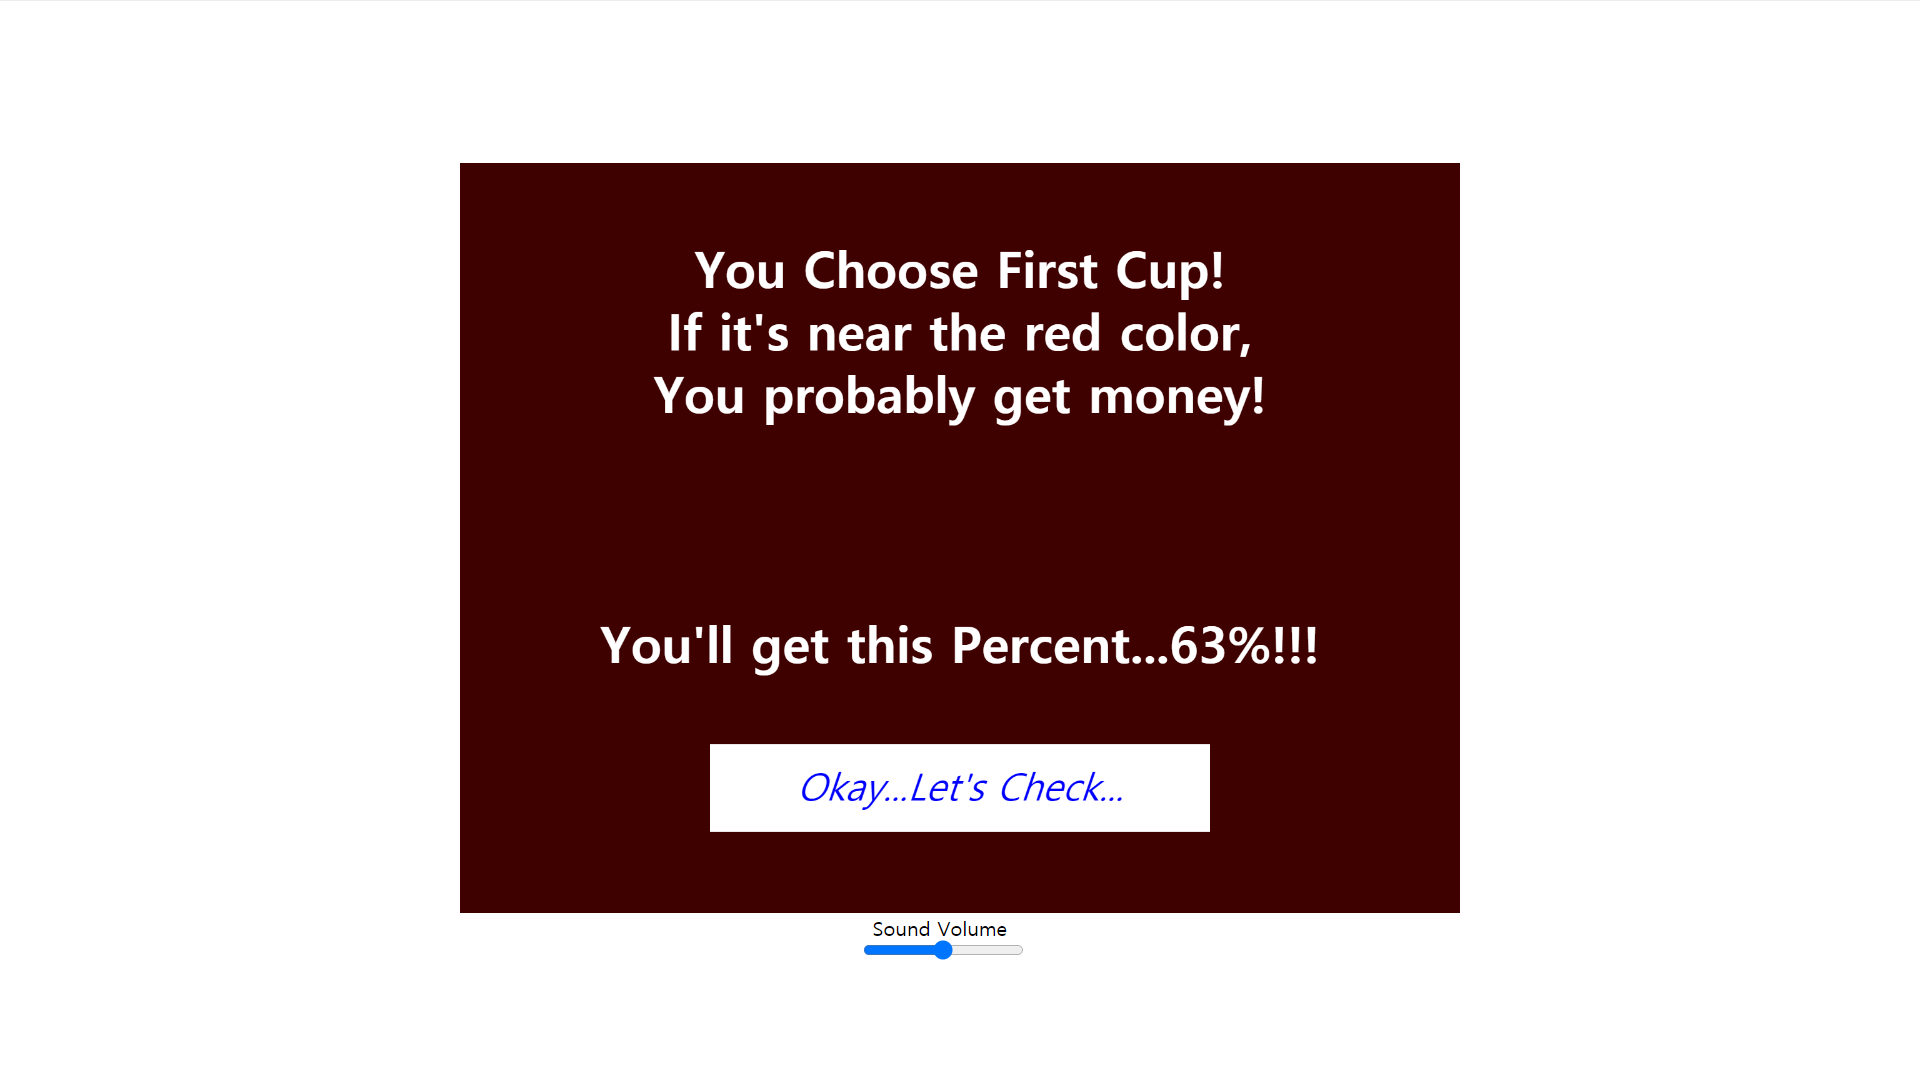 You Choose First Cup!
If it's near the red color,
You probably get money!
You'll get this Percent...63%!!!
Okay...Let's Check...
Sound Volume